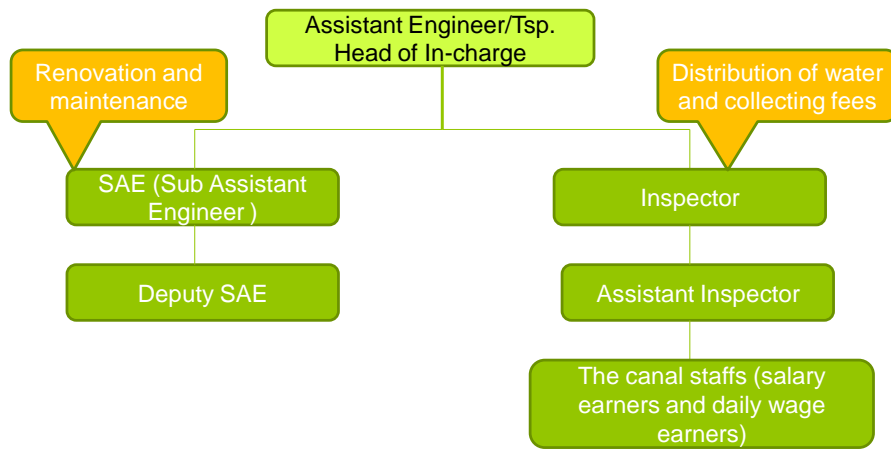 Assistant Engineer/Tsp.
Head of In-charge
Renovation and
maintenance
Distribution of water
and collecting fees
SAE (Sub Assistant
Engineer )
Inspector
Deputy SAE
Assistant Inspector
The canal staffs (salary
earners and daily wage
earners)